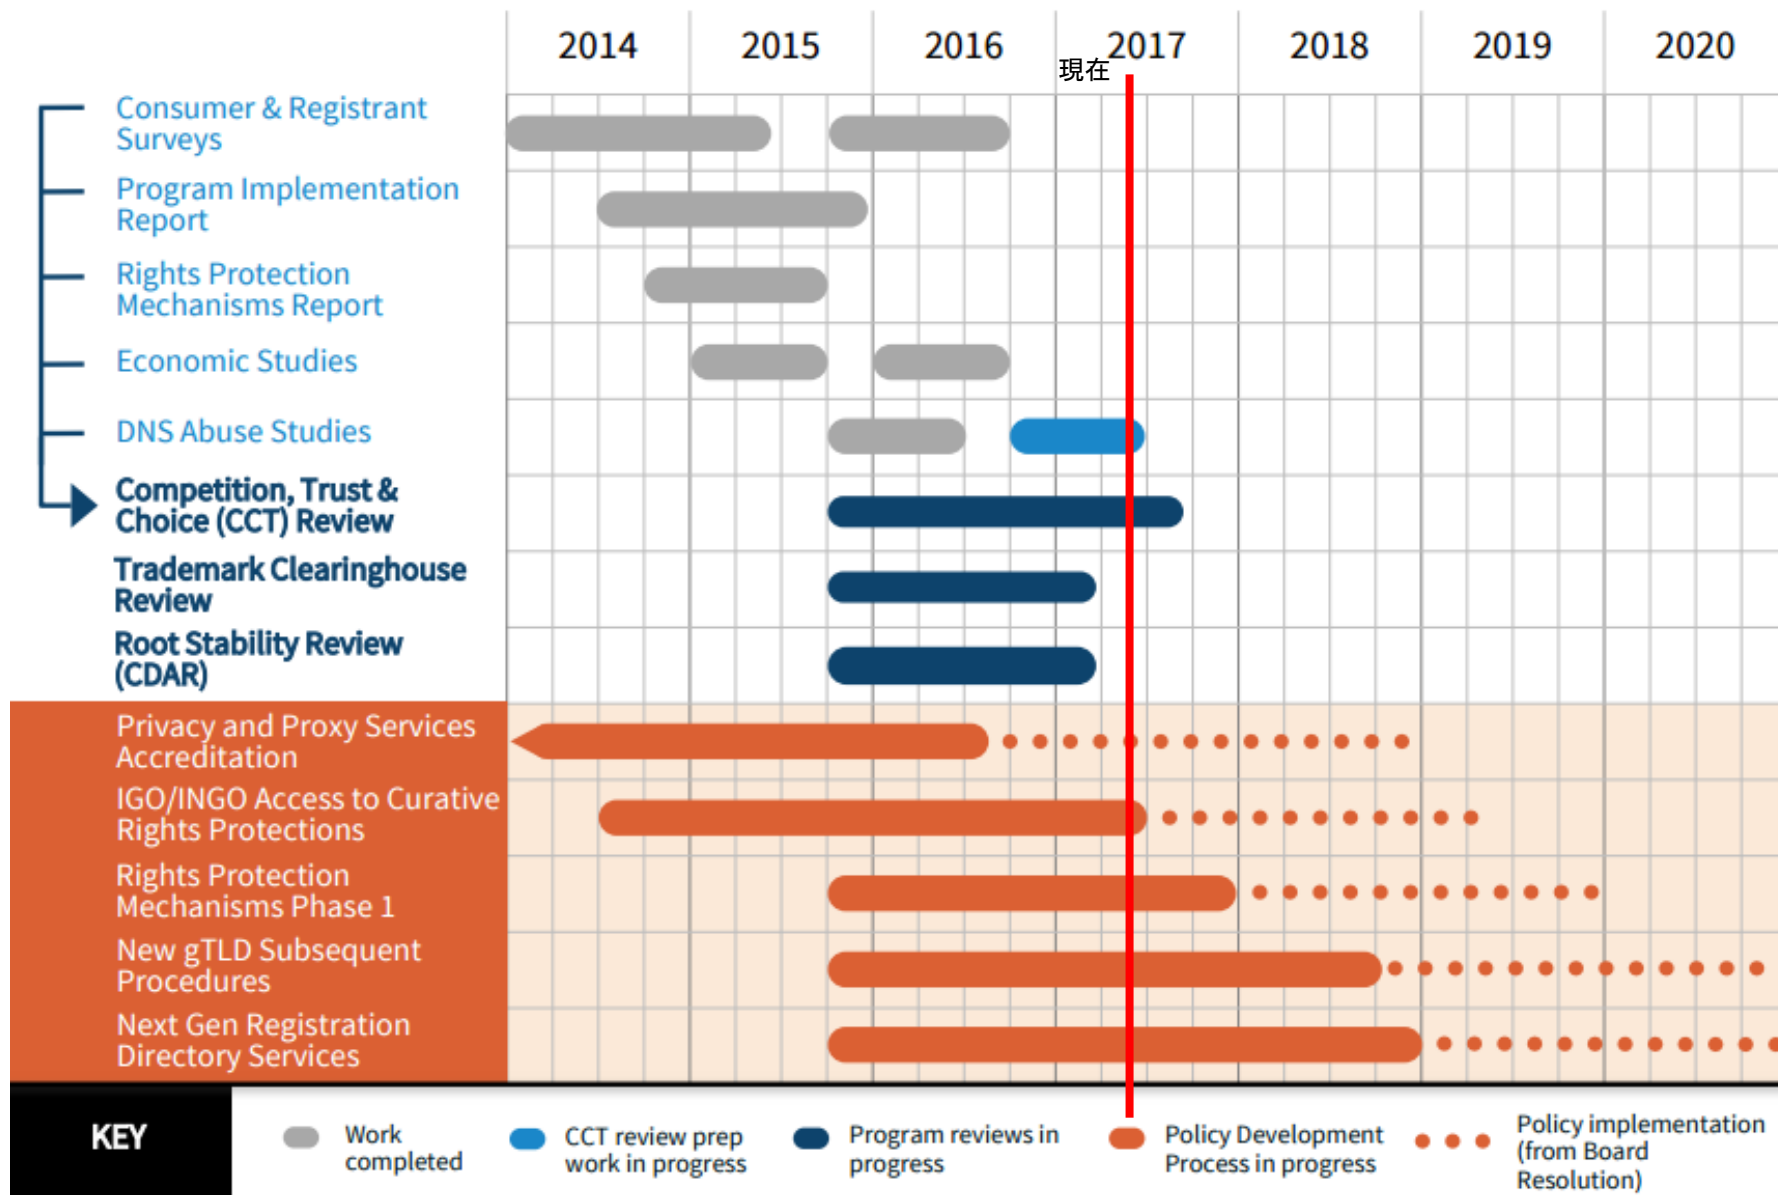 2014 2015 2016 2017 2018 2019 2020
現在
Consumer & Registrant
Surveys
Program Implementation
Report
Rights Protection
Mechanisms Report
Economic Studies
DNS Abuse Studies
Competition, Trust &
Choice (CCT) Review
Trademark Clearinghouse
Review
Root Stability Review
(CDAR)
Privacy and Proxy Services
Accreditation
IGO/INGO Access to Curative
Rights Protections
Rights Protection
Mechanisms Phase 1
New gTLD Subsequent
Procedures
Next Gen Registration
Directory Services
KEY
Work
completed
CCT review prep
work in progress
Program reviews in
progress
Policy Development
Process in progress
Policy implementation
(from Board
Resolution)